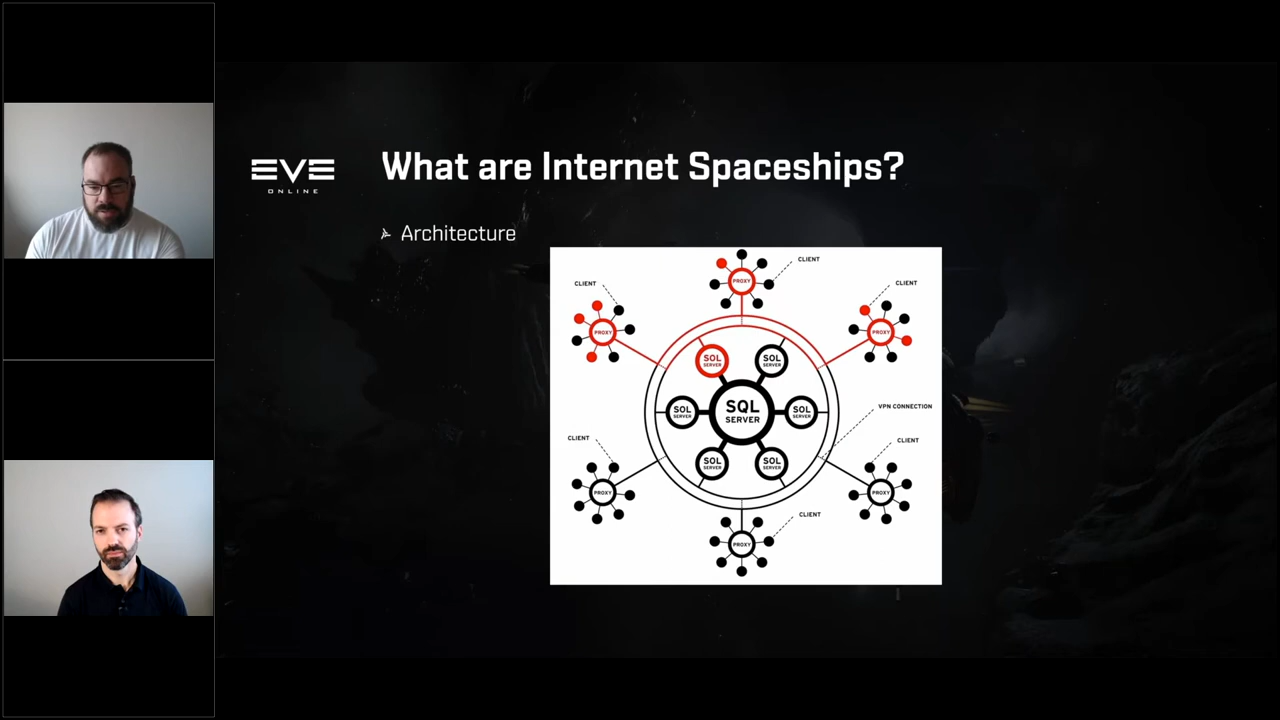 EVE
ONLINE
What are Internet Spaceships?
Architecture
CLIENT
PROXY
CLIENT
PROXY
CLIENT
PROXY
SOL
SERVER
SOL
SERVER
SOL
SERVER
SQL
SERVER
SOL
SERVER
VPN CONNECTION
SOL
SERVER
SOL
SERVER
CLIENT
PROXY
CLIENT
PROXY
CLIENT
PROXY